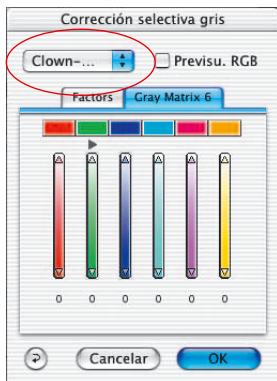 Corrección selectiva gris
Clown-... Previsu. RGB
Factors Gray Matrix 6
0 0 0 0 0 0
Cancelar OK